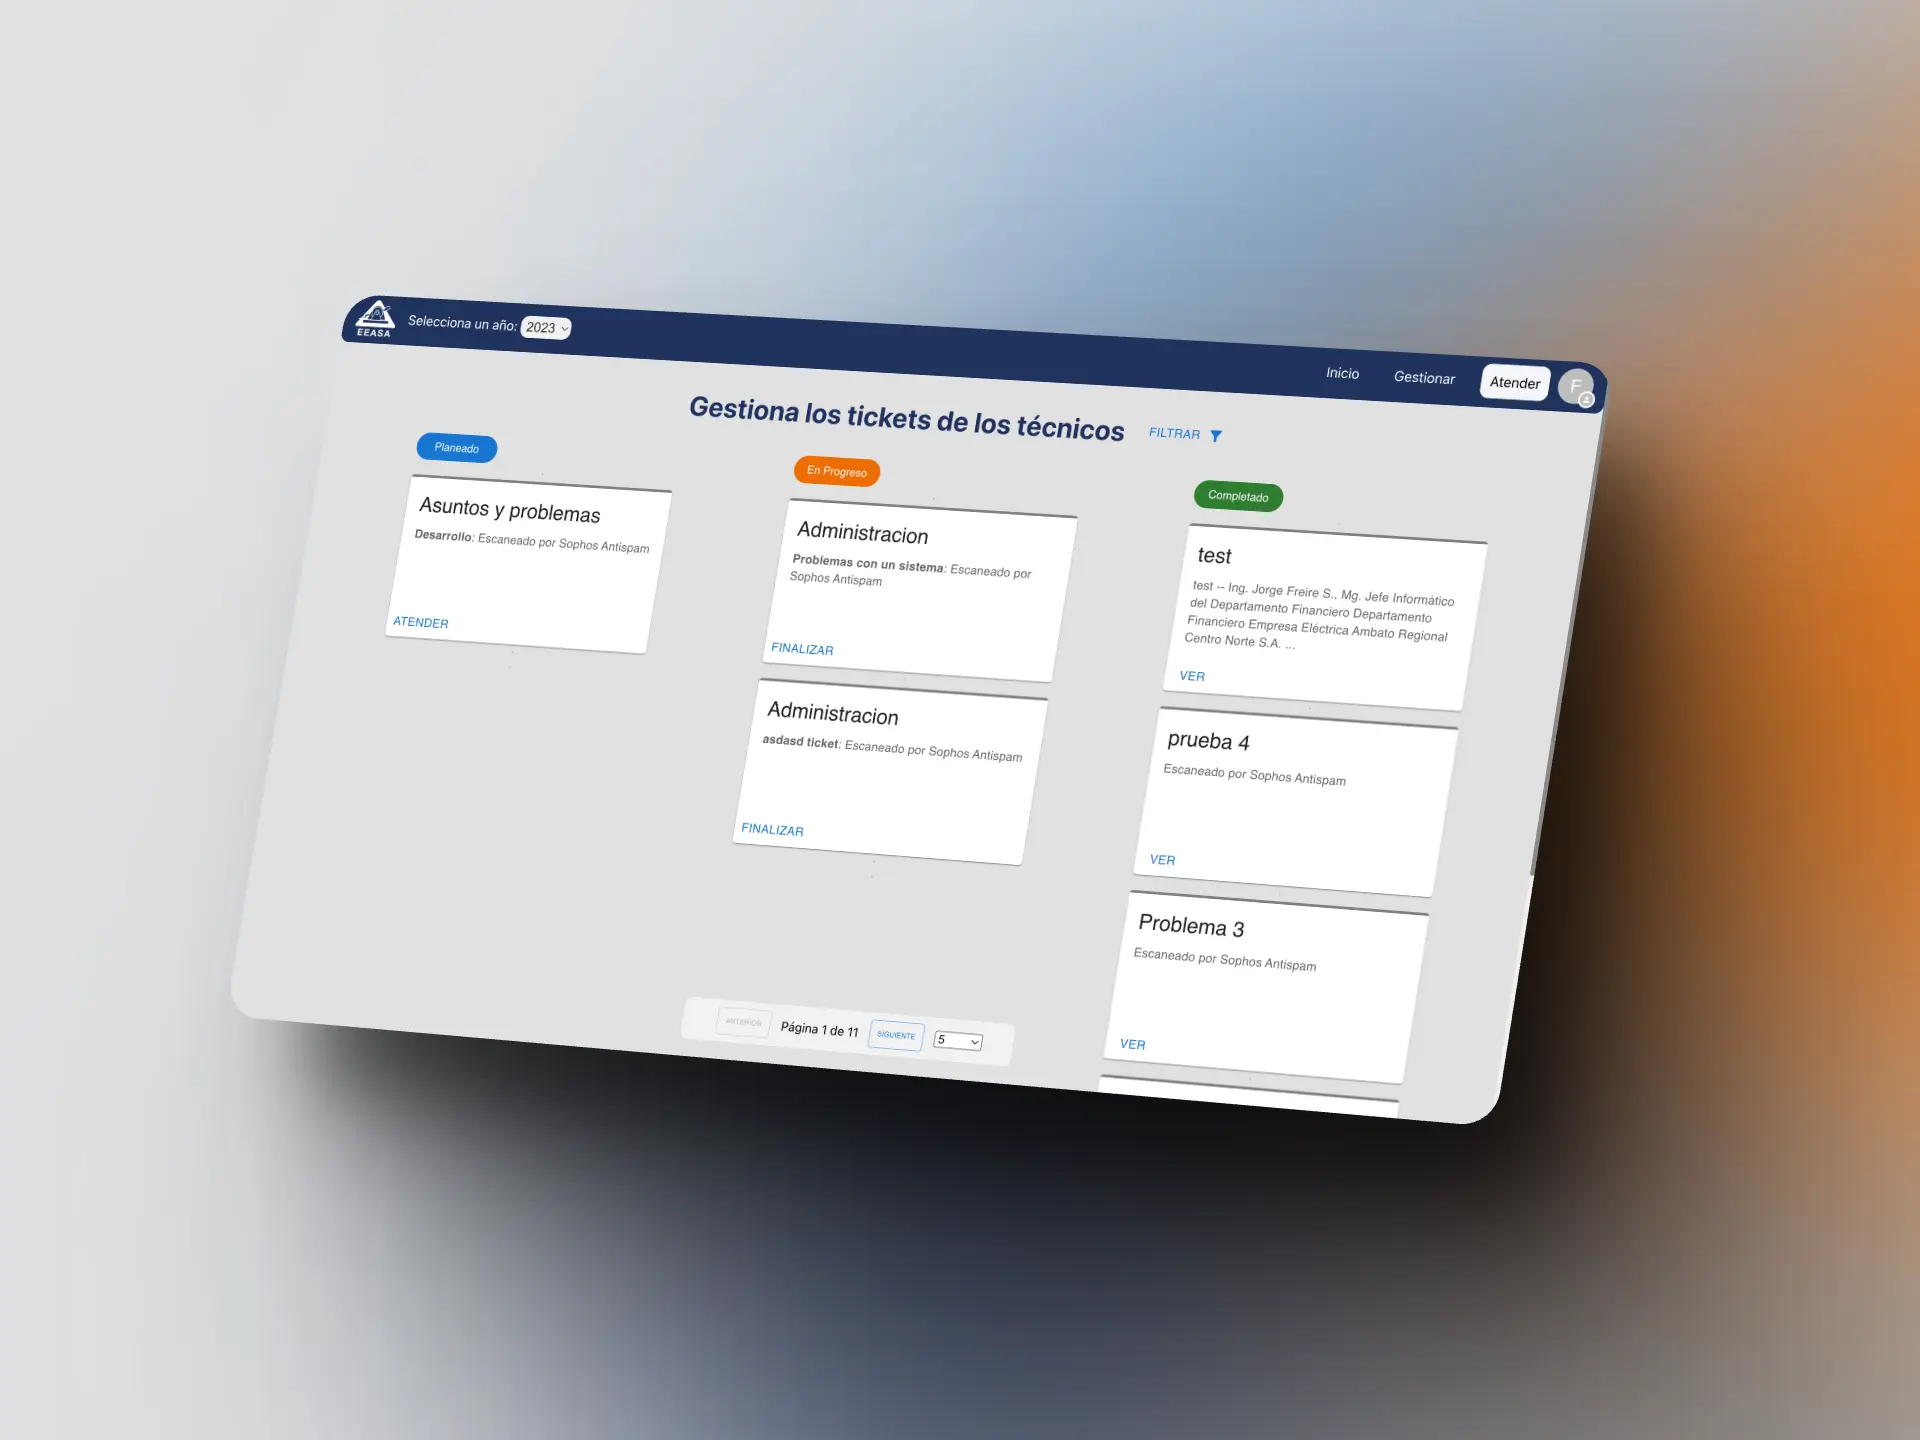 EEASA
Selecciona un año: 2023
Inicio
Gestionar
Atender
F
Gestiona los tickets de los técnicos
FILTRAR
Planeado
Asuntos y problemas
Desarrollo: Escaneado por Sophos Antispam
ATENDER
En Progreso
Administracion
Problemas con un sistema: Escaneado por
Sophos Antispam
FINALIZAR
Administracion
asdasd ticket: Escaneado por Sophos Antispam
FINALIZAR
Completado
test
test -- Ing. Jorge Freire S., Mg. Jefe Informático
del Departamento Financiero Departamento
Financiero Empresa Eléctrica Ambato Regional
Centro Norte S.A. ...
VER
prueba 4
Escaneado por Sophos Antispam
VER
Problema 3
Escaneado por Sophos Antispam
VER
ANTERIOR
Página 1 de 11
SIGUIENTE
5